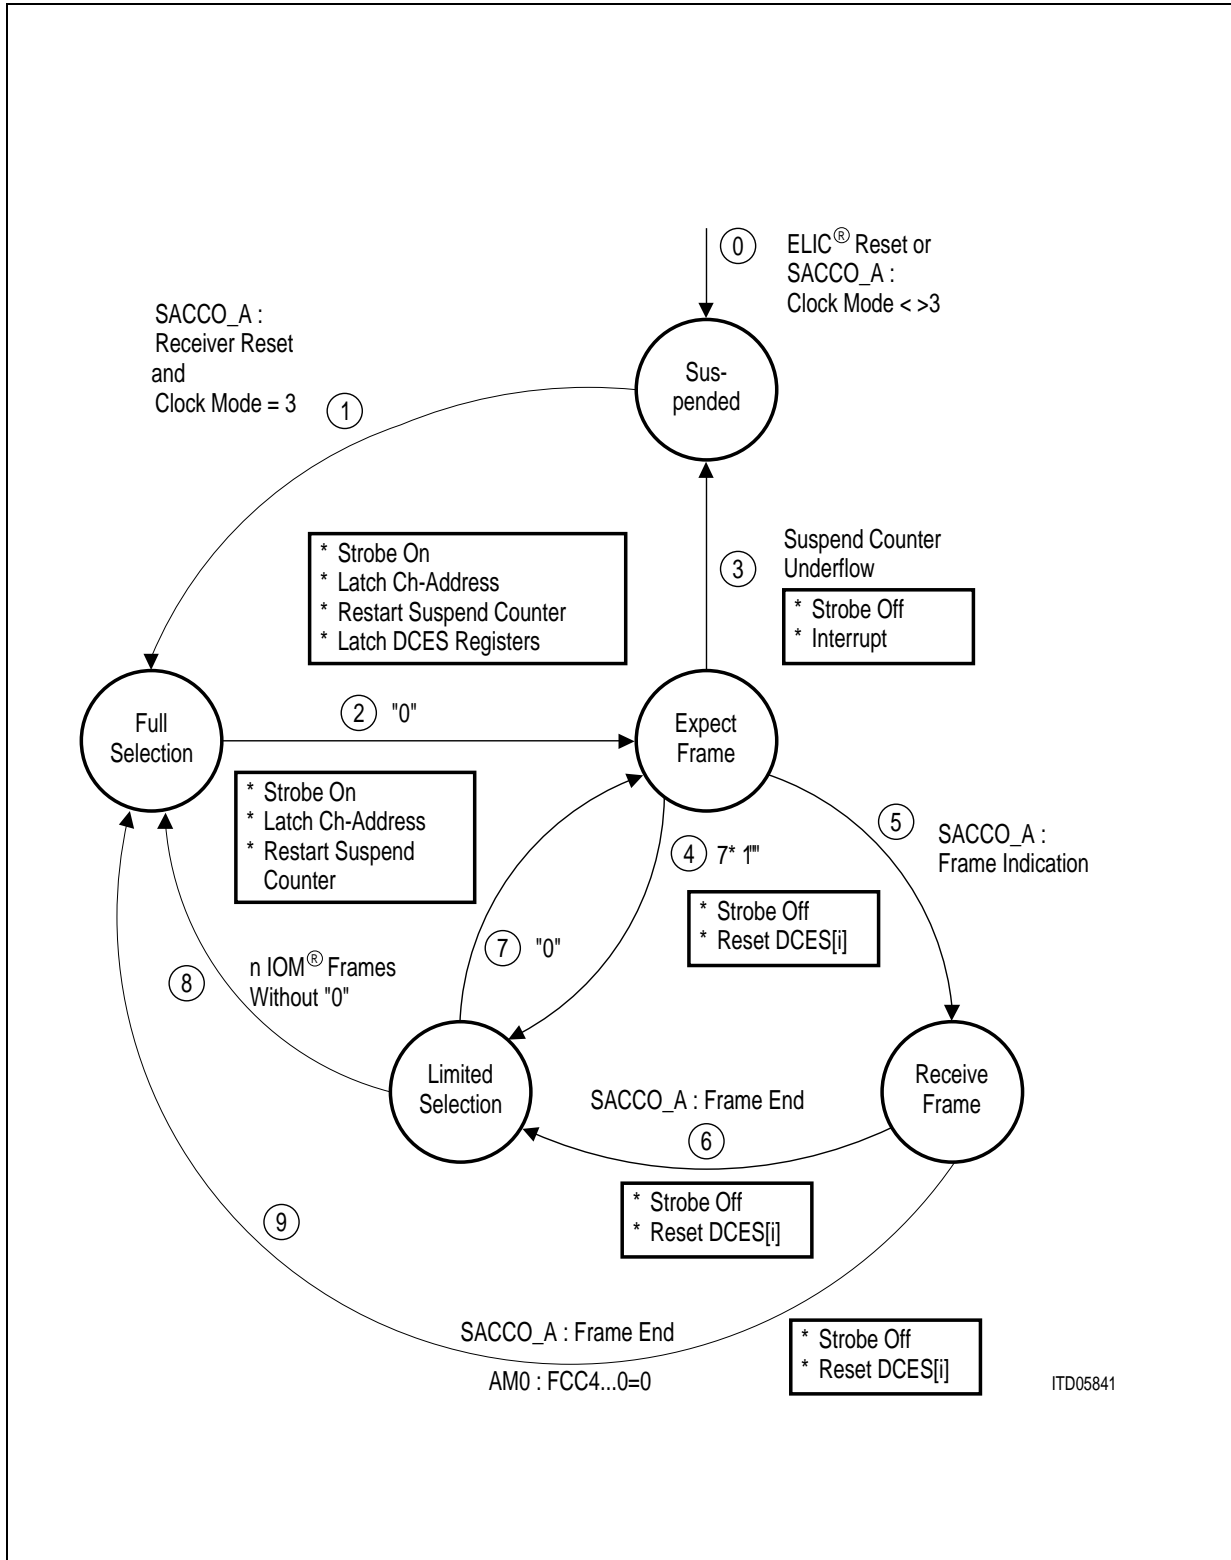 0
ELIC® Reset or
SACCO_A :
Clock Mode < >3
SACCO_A :
Receiver Reset
and
Clock Mode = 3
1
Sus-
pended
* Strobe On
* Latch Ch-Address
* Restart Suspend Counter
* Latch DCES Registers
3
Suspend Counter
Underflow
* Strobe Off
* Interrupt
Full
Selection
2 "0"
Expect
Frame
* Strobe On
* Latch Ch-Address
* Restart Suspend
Counter
4 7* 1""
* Strobe Off
* Reset DCES[i]
5
SACCO_A :
Frame Indication
7 "0"
8
n IOM® Frames
Without "0"
Limited
Selection
Receive
Frame
SACCO_A : Frame End
6
* Strobe Off
* Reset DCES[i]
9
SACCO_A : Frame End
AM0 : FCC4...0=0
* Strobe Off
* Reset DCES[i]
ITD05841